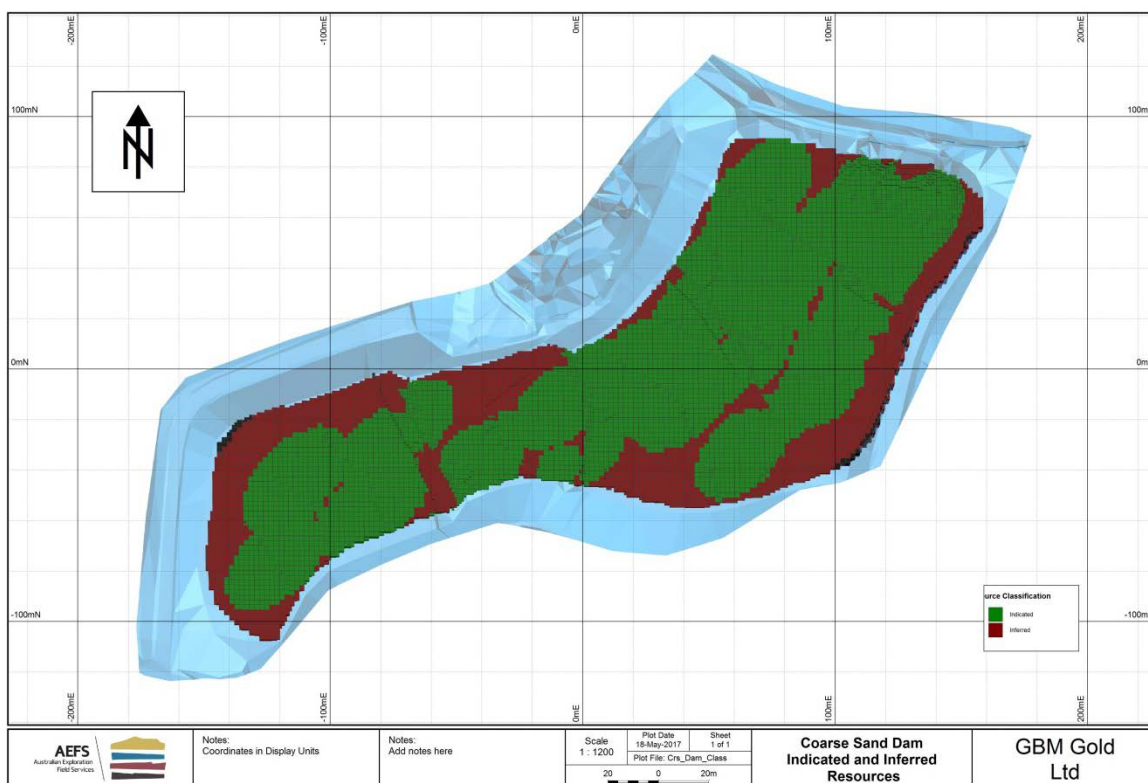 -200mE
-100mE
0mE
100mE
200mE
N
100mN
100m
0mN
0m
-100mN
-100m
urce Classification
Indicated
Inferred
-200mE
-100mE
0mE
100mE
200mE
AEFS
Australian Exploration
Field Services
Notes:
Coordinates in Display Units
Notes:
Add notes here
Scale
1 : 1200
Plot Date
18-May-2017
Sheet
1 of 1
Plot File: Crs_Dam_Class
20 0 20m
Coarse Sand Dam
Indicated and Inferred
Resources
GBM Gold
Ltd